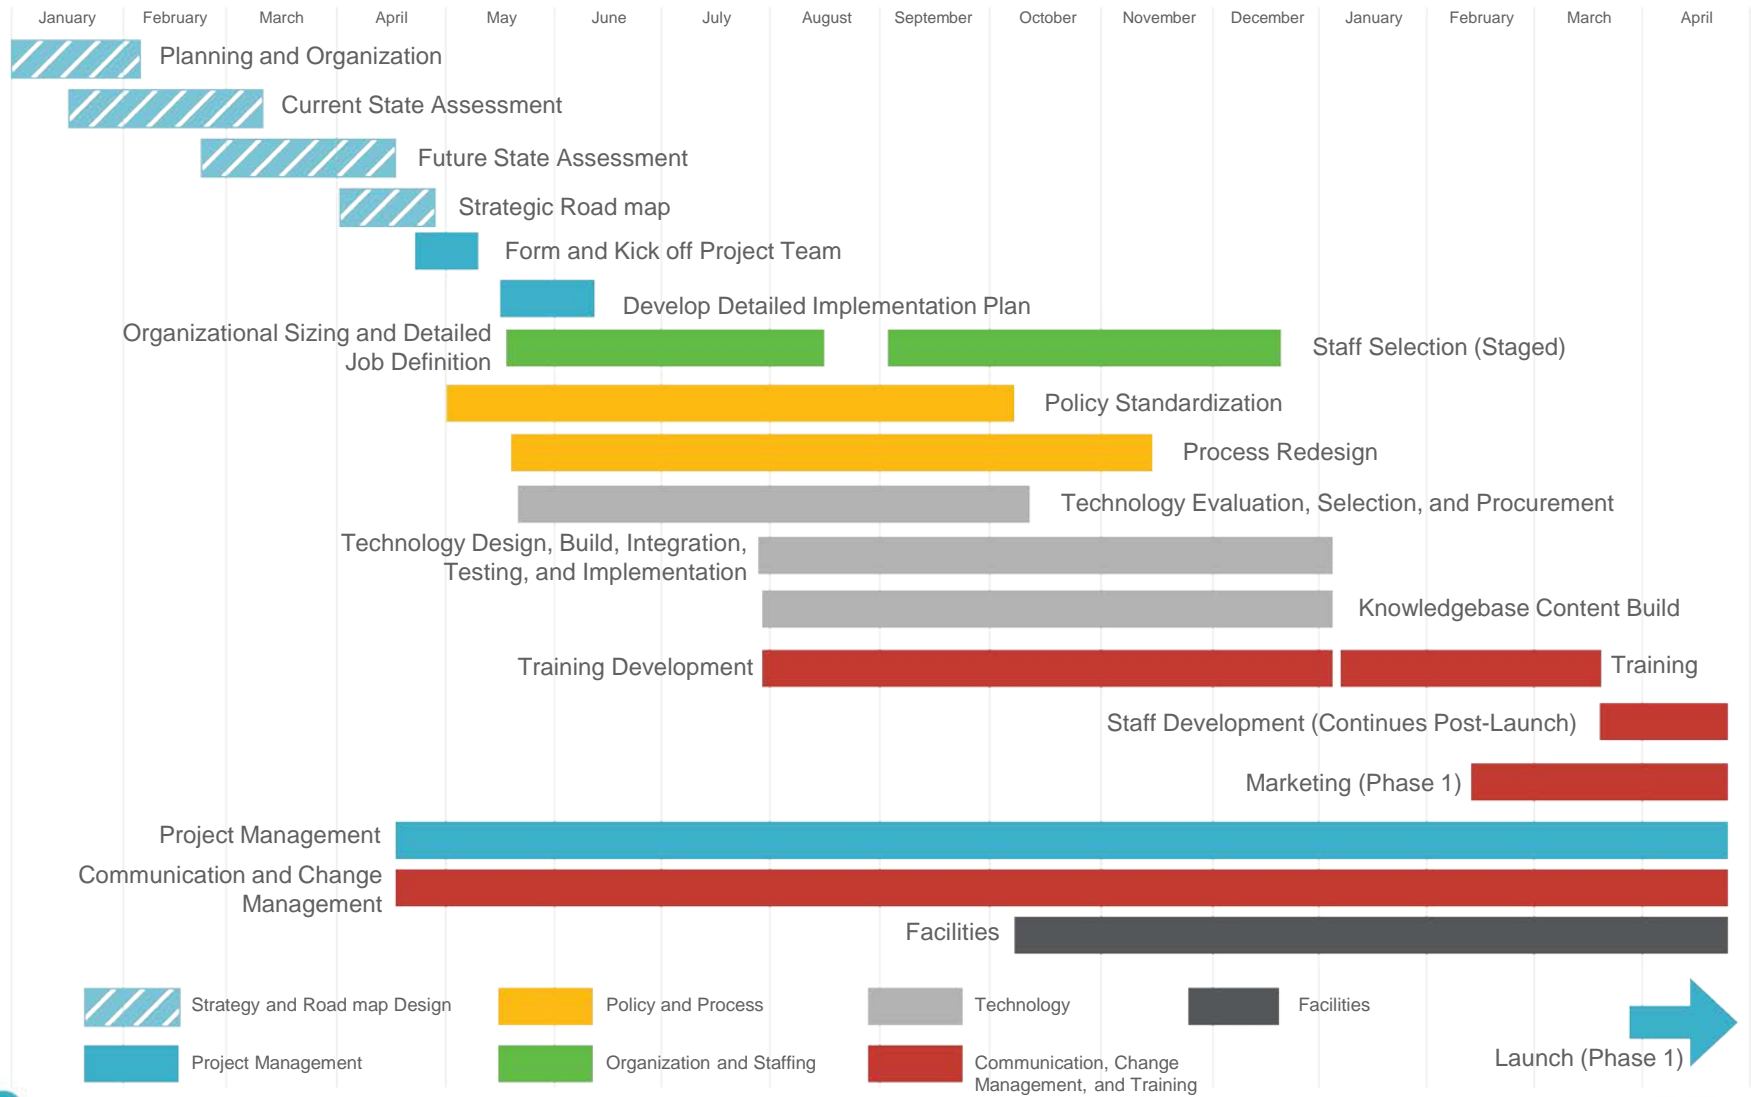 January February March April May June July August September October November December January February March April
Planning and Organization
Current State Assessment
Future State Assessment
Strategic Road map
Form and Kick off Project Team
Develop Detailed Implementation Plan
Organizational Sizing and Detailed
Job Definition
Staff Selection (Staged)
Policy Standardization
Process Redesign
Technology Evaluation, Selection, and Procurement
Technology Design, Build, Integration,
Testing, and Implementation
Knowledgebase Content Build
Training Development
Training
Staff Development (Continues Post-Launch)
Marketing (Phase 1)
Project Management
Communication and Change
Management
Facilities
Strategy and Road map Design
Policy and Process
Technology
Facilities
Project Management
Organization and Staffing
Communication, Change
Management, and Training
Launch (Phase 1)